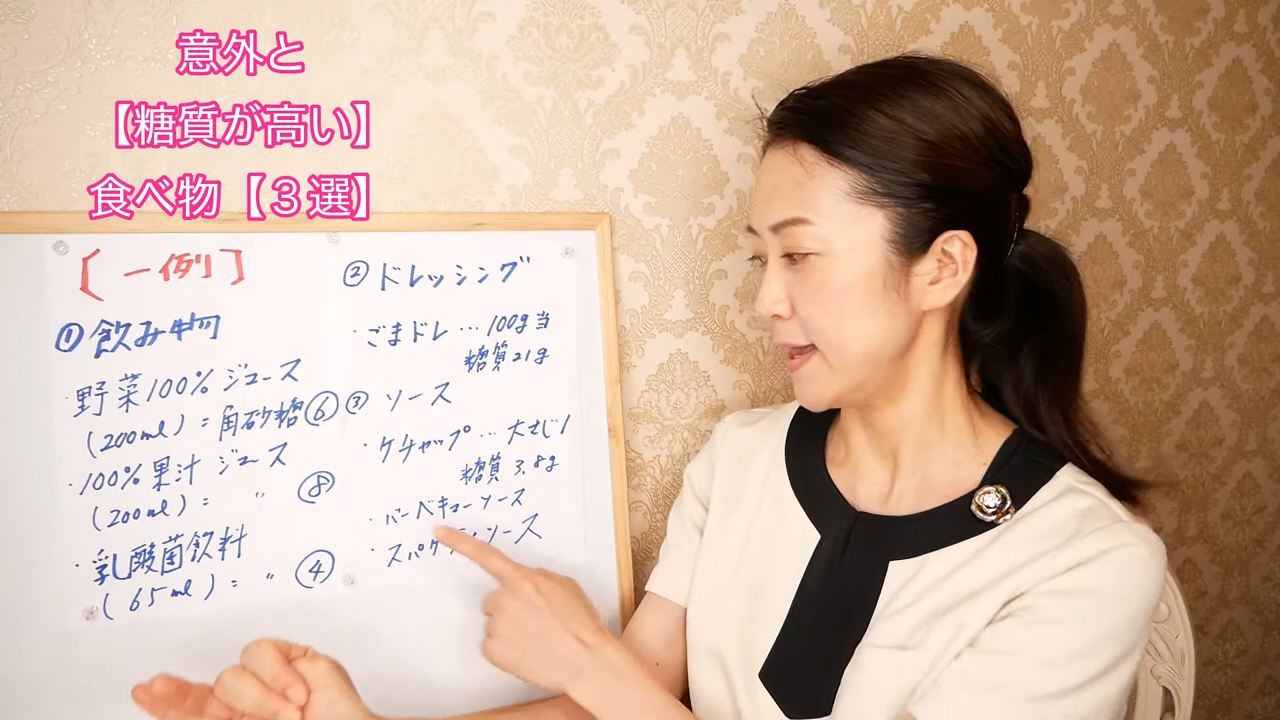 意外と
【糖質が高い】
食べ物【３選】
〔一例〕
①飲み物
・野菜100％ジュース
(200ml)＝角砂糖⑥
・100％果汁ジュース
(200ml)＝ 〃 ⑧
・乳酸菌飲料
(65ml)＝ 〃 ④
②ドレッシング
・ごまドレ…100g当
糖質21g
③ソース
・ケチャップ…大さじ1
糖質3.8g
・バーベキューソース
・スパ
ソース